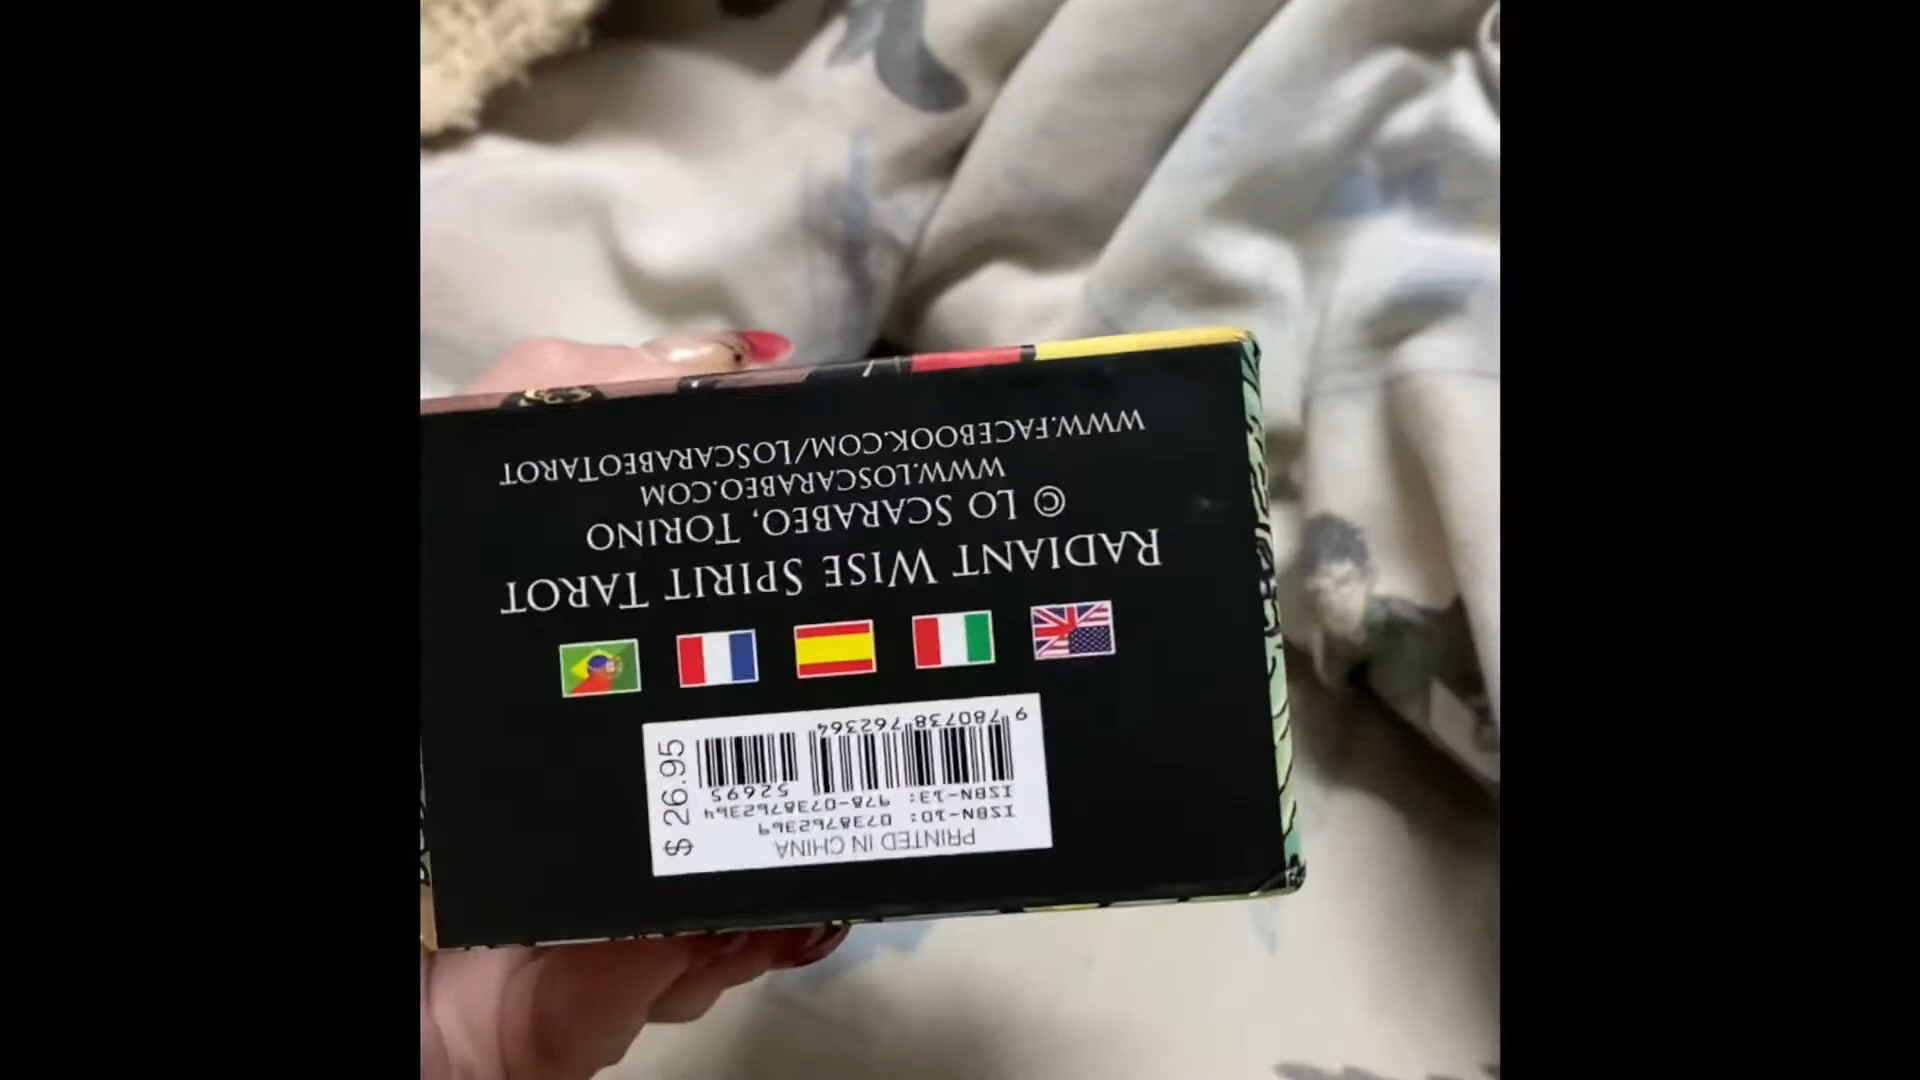 PRINTED IN CHINA
ISBN-10: 0738762369
ISBN-13: 978-0738762364
52695
9 780738 762364
$ 26.95
RADIANT WISE SPIRIT TAROT
© LO SCARABEO, TORINO
WWW.LOSCARABEO.COM
WWW.FACEBOOK.COM/LOSCARABEOTAROT